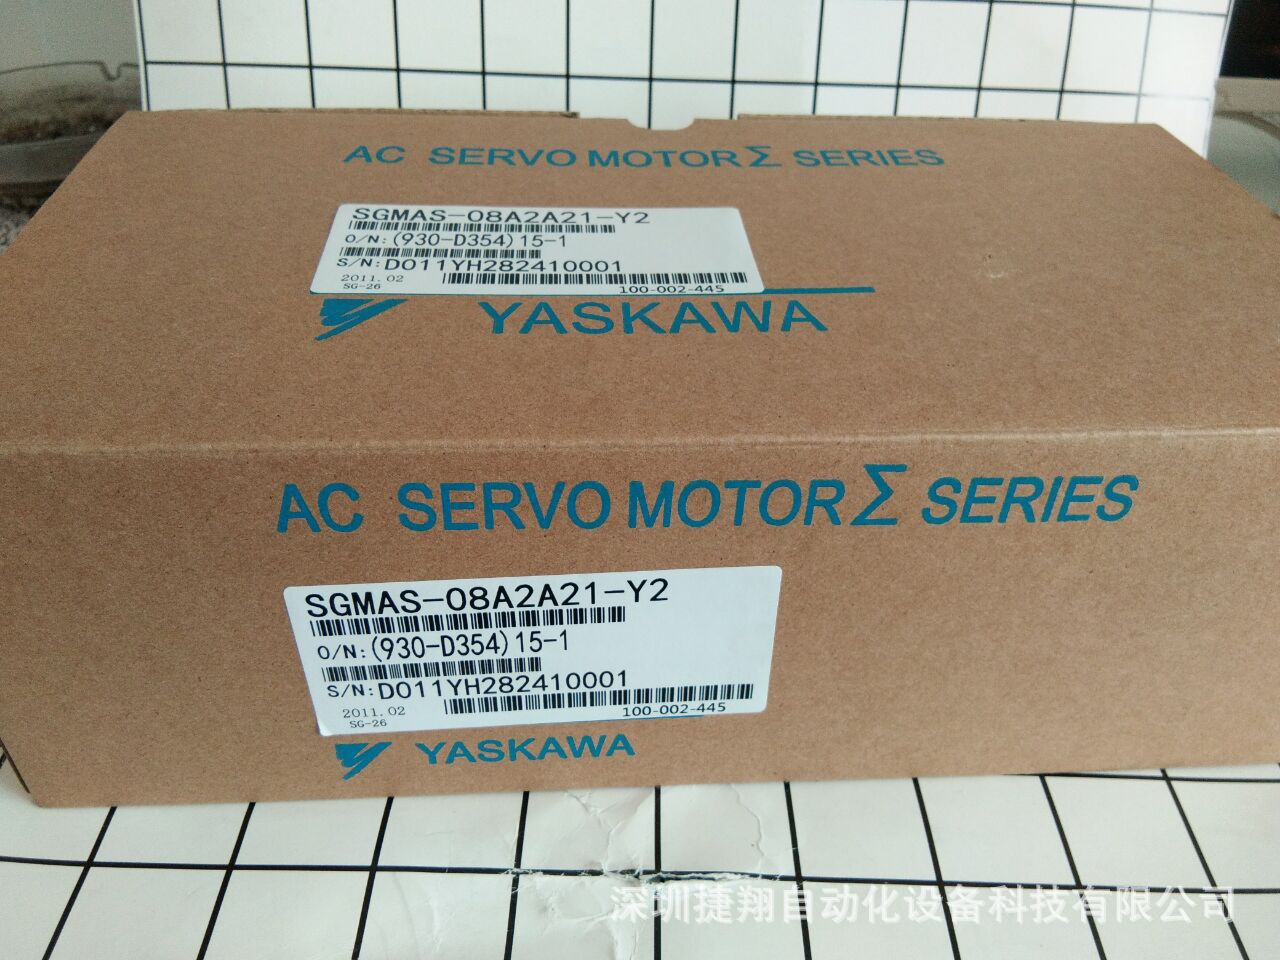 AC SERVO MOTOR Σ SERIES
SGMAS-08A2A21-Y2
O/N:(930-D354)15-1
S/N:D011YH282410001
2011.02
SG-26
100-002-445
YASKAWA
AC SERVO MOTOR Σ SERIES
SGMAS-08A2A21-Y2
O/N:(930-D354)15-1
S/N:D011YH282410001
2011.02
SG-26
100-002-445
YASKAWA
深圳捷翔自动化设备科技有限公司